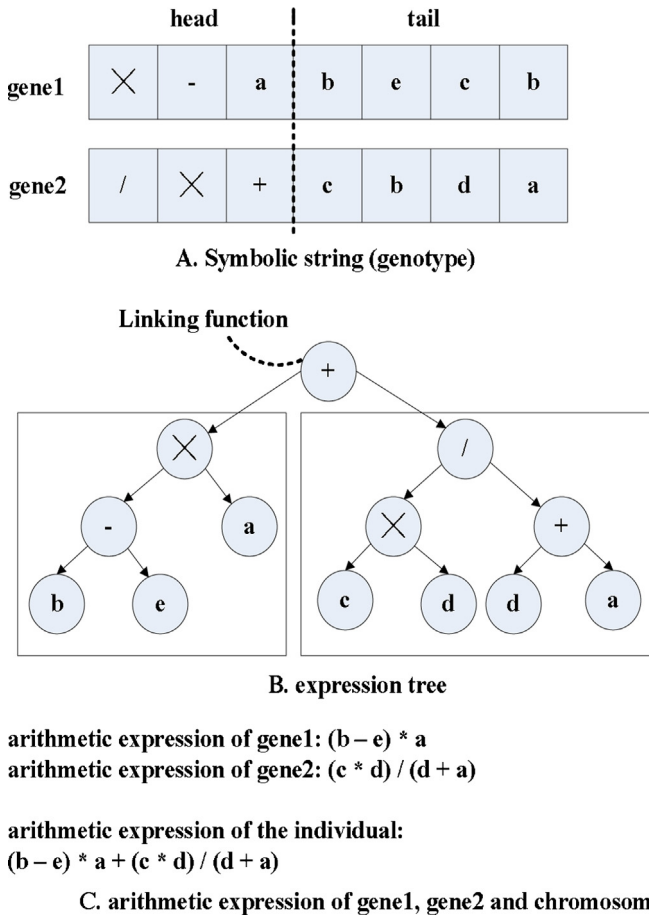 head tail
gene1 × - a b e c b
gene2 / × + c b d a
A. Symbolic string (genotype)
Linking function
+
× /
- a × +
b e c d d a
B. expression tree
arithmetic expression of gene1: (b – e) * a
arithmetic expression of gene2: (c * d) / (d + a)
arithmetic expression of the individual:
(b – e) * a + (c * d) / (d + a)
C. arithmetic expression of gene1, gene2 and chromosom